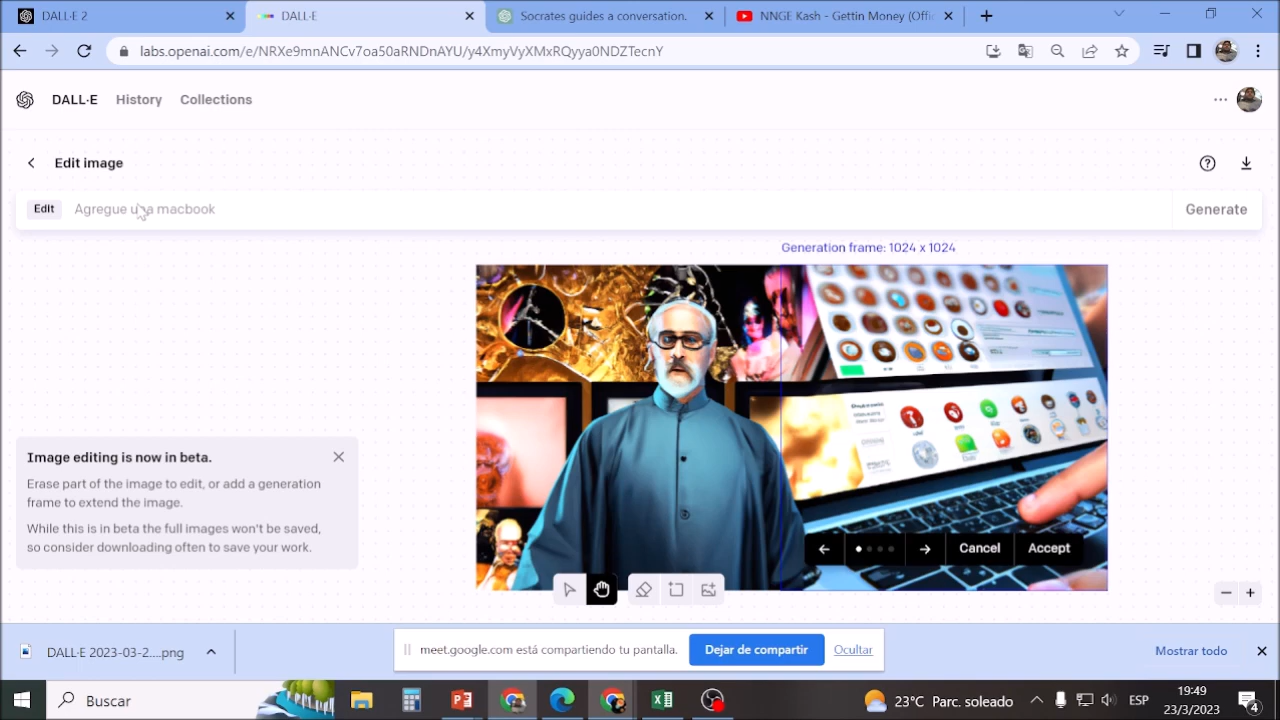 DALL·E 2
DALL·E
Socrates guides a conversation.
NNGE Kash - Gettin Money (Offi
labs.openai.com/e/NRXe9mnANCv7oa50aRNDnAYU/y4XmyVyXMxRQyya0NDZTecnY
DALL·E History Collections
Edit image
Edit Agregue una macbook Generate
Generation frame: 1024 x 1024
Image editing is now in beta.
Erase part of the image to edit, or add a generation
frame to extend the image.
While this is in beta the full images won't be saved,
so consider downloading often to save your work.
Cancel Accept
DALL·E 2023-03-2....png
meet.google.com está compartiendo tu pantalla. Dejar de compartir Ocultar
Mostrar todo
Buscar
23°C Parc. soleado
ESP
19:49
23/3/2023
4